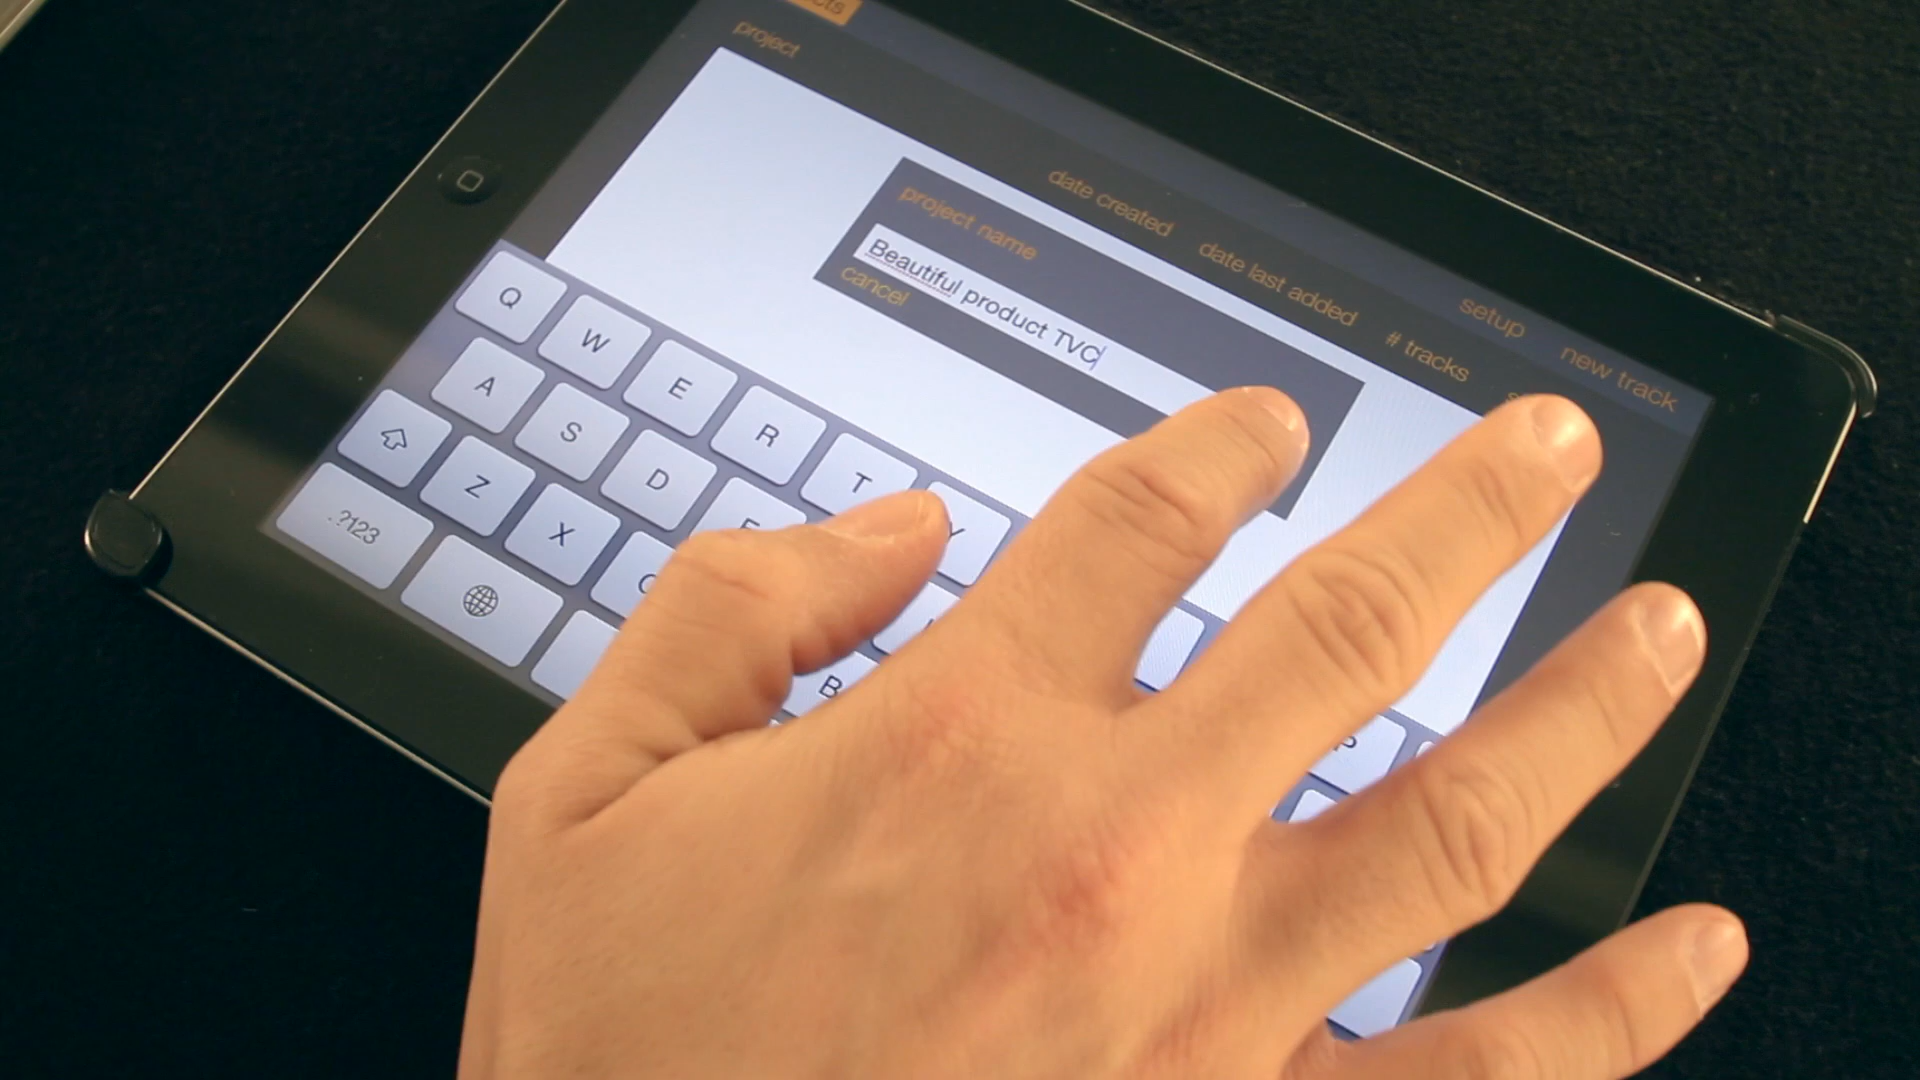 project
date created
date last added
# tracks
setup
new track
project name
Beautiful product TVC
cancel
Q W E R T Y
P
A S D
Z X
B
.?123